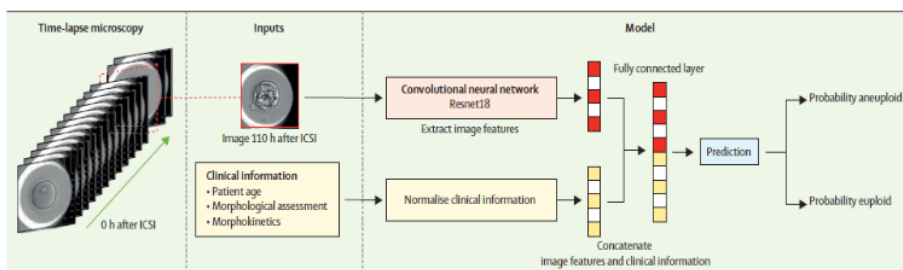 Time-lapse microscopy
Inputs
Model
0 h after ICSI
Image 110 h after ICSI
Clinical information
• Patient age
• Morphological assessment
• Morphokinetics
Convolutional neural network
Resnet18
Extract image features
Normalise clinical information
Fully connected layer
Concatenate
image features and clinical information
Prediction
Probability aneuploid
Probability euploid